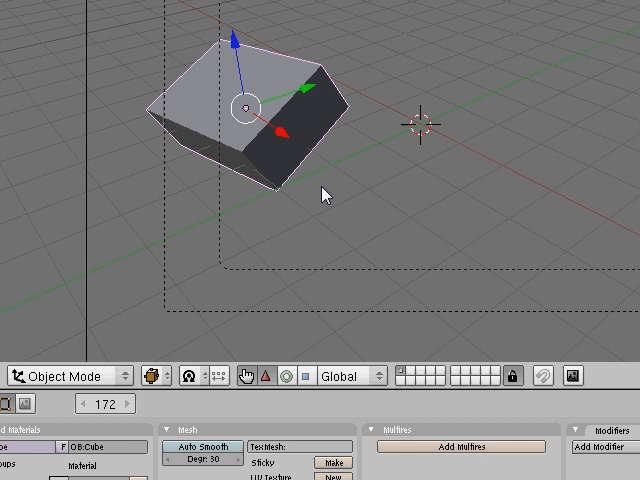 Object Mode
Global
172
d Materials
Mesh
Multires
Modifiers
be
F
OB:Cube
Auto Smooth
TexMesh:
Add Multires
Add Modifier
Degr: 30
Sticky
Make
oups
Material
UV Texture